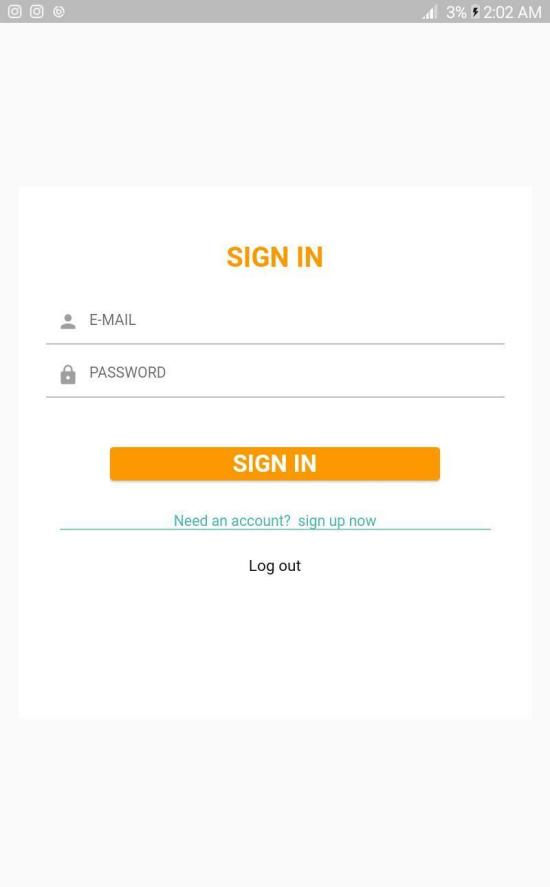 3% 2:02 AM
SIGN IN
E-MAIL
PASSWORD
SIGN IN
Need an account? sign up now
Log out